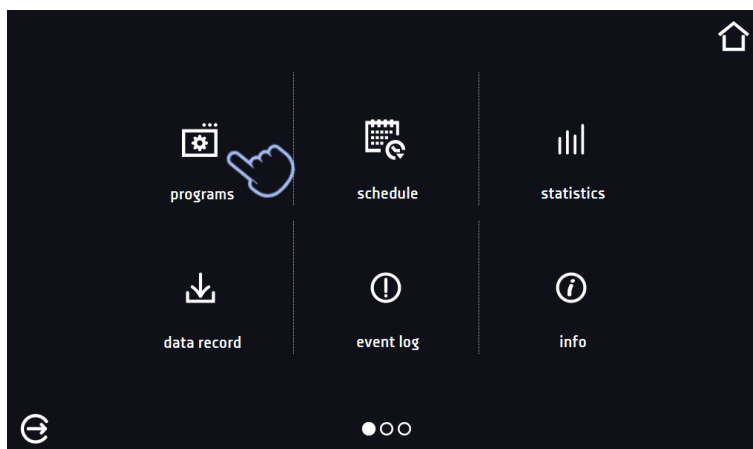 programs
schedule
statistics
data record
event log
info